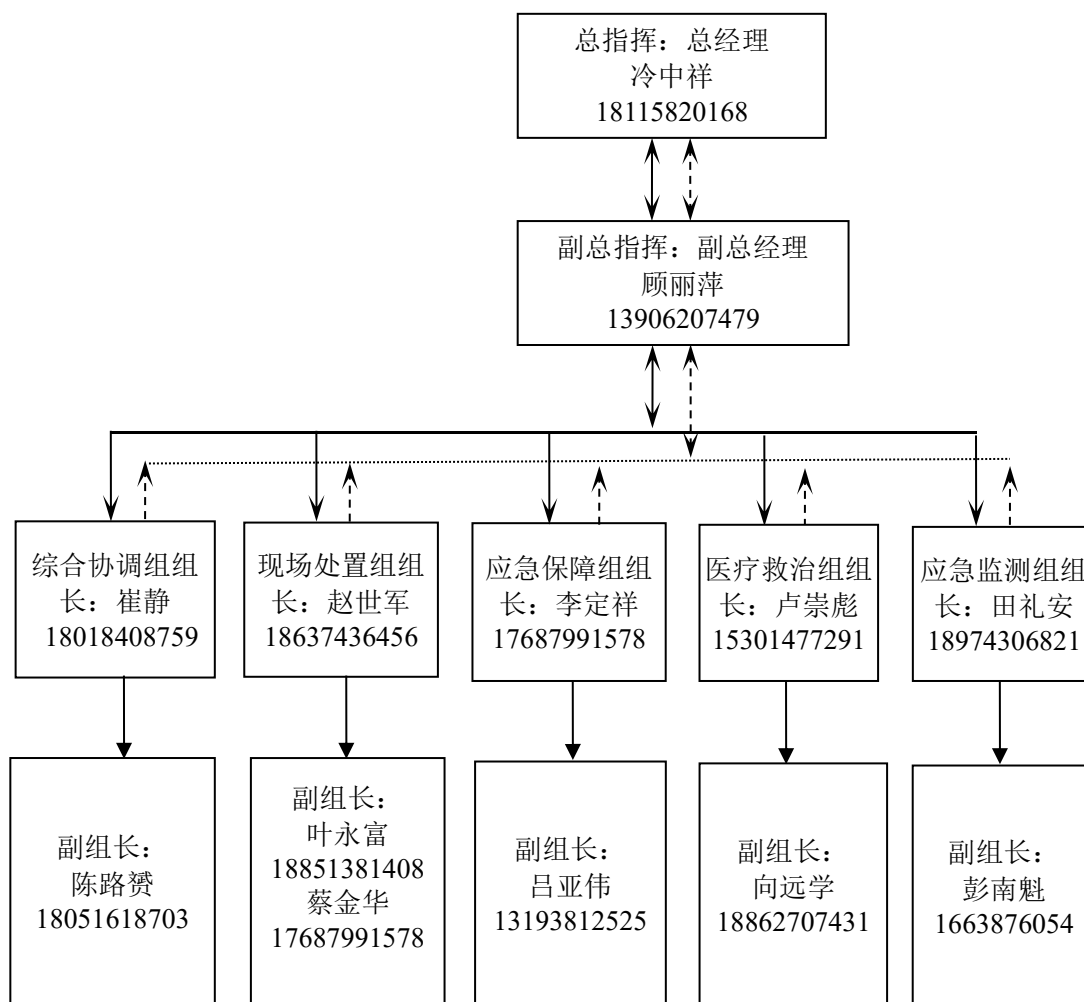 总指挥：总经理
冷中祥
18115820168
副总指挥：副总经理
顾丽萍
13906207479
综合协调组组
长：崔静
18018408759
现场处置组组
长：赵世军
18637436456
应急保障组组
长：李定祥
17687991578
医疗救治组组
长：卢崇彪
15301477291
应急监测组组
长：田礼安
18974306821
副组长：
陈路赟
18051618703
副组长：
叶永富
18851381408
蔡金华
17687991578
副组长：
吕亚伟
13193812525
副组长：
向远学
18862707431
副组长：
彭南魁
1663876054